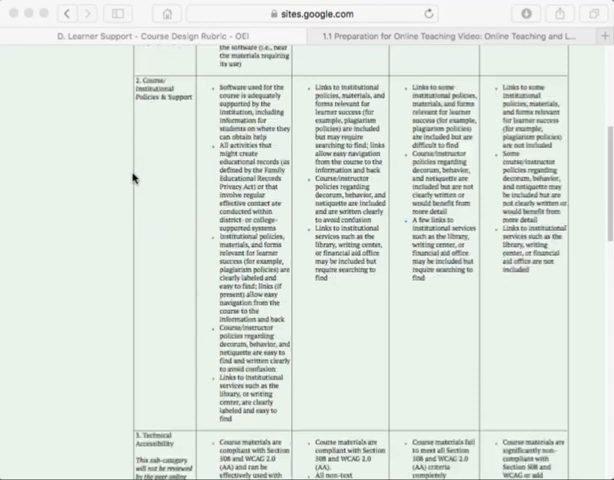 sites.google.com
D. Learner Support - Course Design Rubric - OEI
1.1 Preparation for Online Teaching Video: Online Teaching and L...
the software (i.e., near
the materials requiring
its use)
2. Course/
Institutional
Policies & Support
Software used for the
course is adequately
supported by the
institution, including
information for
students on where they
can obtain help
All activities that
might create
educational records (as
defined by the Family
Educational Records
Privacy Act) or that
involve regular
effective contact are
conducted within
district- or college-
supported systems
Institutional policies,
materials, and forms
relevant for learner
success (for example,
plagiarism policies) are
clearly labeled and
easy to find; links (if
present) allow easy
navigation from the
course to the
information and back
Course/instructor
policies regarding
decorum, behavior, and
netiquette are easy to
find and written clearly
to avoid confusion
Links to institutional
services such as the
library, or writing
center, are clearly
labeled and easy to
find
Links to institutional
policies, materials, and
forms relevant for
learner success (for
example, plagiarism
policies) are included
but may require
searching to find; links
allow easy navigation
from the course to the
information and back
Course/instructor
policies regarding
decorum, behavior, and
netiquette are included
and are written clearly
to avoid confusion
Links to institutional
services such as the
library, writing center,
or financial aid office
may be included but
require searching to
find
Links to some
institutional policies,
materials, and forms
relevant for learner
success (for example,
plagiarism policies) are
included but are
difficult to find
Course/instructor
policies regarding
decorum, behavior,
and netiquette are
included but are not
clearly written or
would benefit from
more detail
A few links to
institutional services
such as the library,
writing center, or
financial aid office
may be included but
require searching to
find
Links to some
institutional
policies, materials,
and forms relevant
for learner success
(for example,
plagiarism policies)
are not included
Some
course/instructor
policies regarding
decorum, behavior,
and netiquette may
be included but are
not clearly written or
would benefit from
more detail
Links to institutional
services such as the
library, writing
center, or financial
aid office are not
included
3. Technical
Accessibility
This sub-category
will not be reviewed
by the peer online
Course materials are
compliant with Section
508 and WCAG 2.0
(AA) and can be
effectively used with
Course materials are
compliant with Section
508 and WCAG 2.0
(AA).
All non-text
Course materials fail
to meet all Section
508 and WCAG 2.0
(AA) criteria
completely
Course materials are
significantly non-
compliant with
Section 508 and
WCAG 2.0 or add